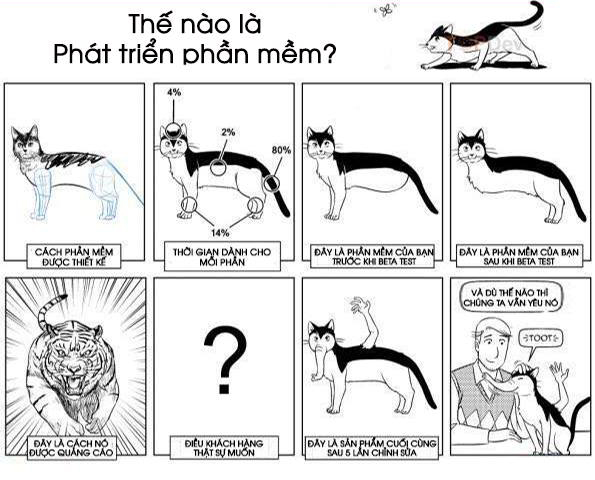 Thế nào là
Phát triển phần mềm?
Dev
CÁCH PHẦN MỀM
ĐƯỢC THIẾT KẾ
4%
2%
80%
14%
THỜI GIAN DÀNH CHO
MỖI PHẦN
ĐÂY LÀ PHẦN MỀM CỦA BẠN
TRƯỚC KHI BETA TEST
ĐÂY LÀ PHẦN MỀM CỦA BẠN
SAU KHI BETA TEST
ĐÂY LÀ CÁCH NÓ
ĐƯỢC QUẢNG CÁO
?
ĐIỀU KHÁCH HÀNG
THẬT SỰ MUỐN
ĐÂY LÀ SẢN PHẨM CUỐI CÙNG
SAU 5 LẦN CHỈNH SỬA
VÀ DÙ THẾ NÀO THÌ
CHÚNG TA VẪN YÊU NÓ
TOOT